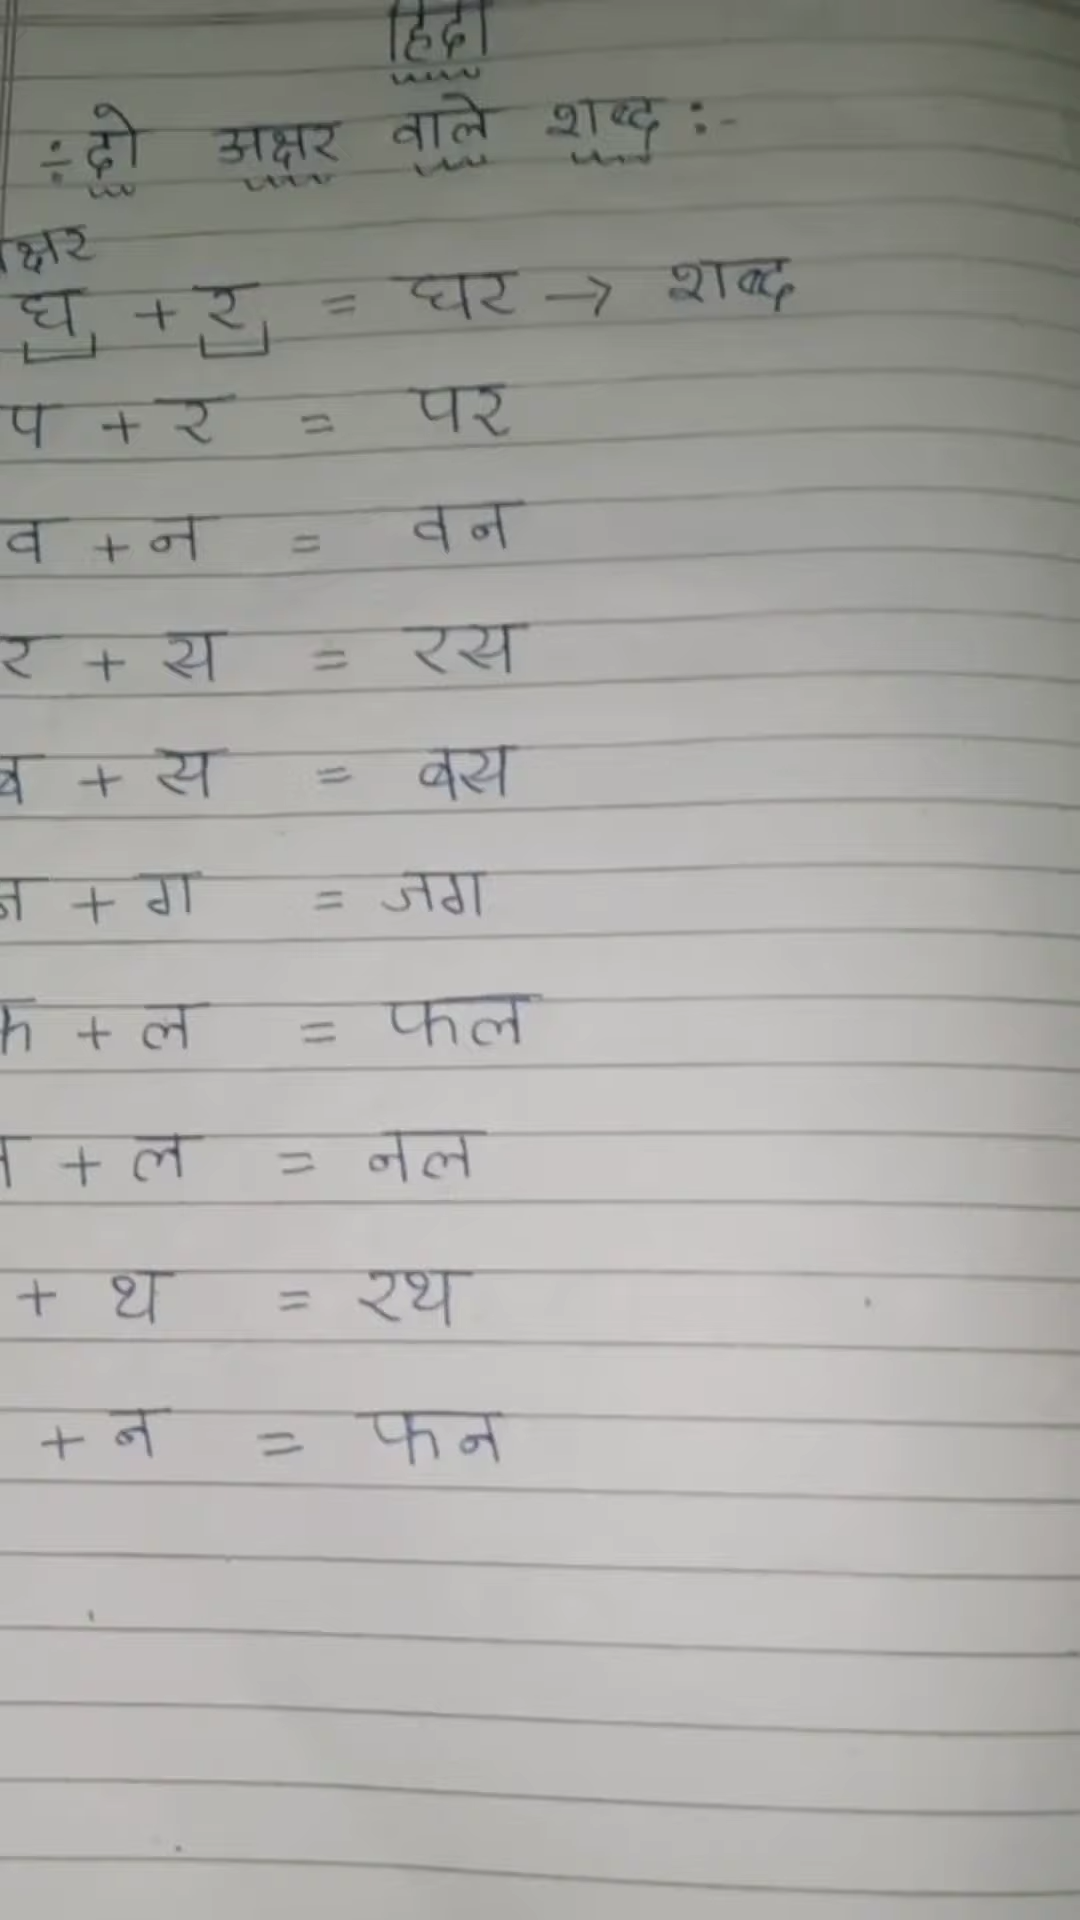 हिंदी
÷ दो अक्षर वाले शब्द :-
क्षर
घ + र = घर → शब्द
प + र = पर
व + न = वन
र + स = रस
ब + स = बस
ज + ग = जग
फ + ल = फल
न + ल = नल
+ थ = रथ
+ न = फन